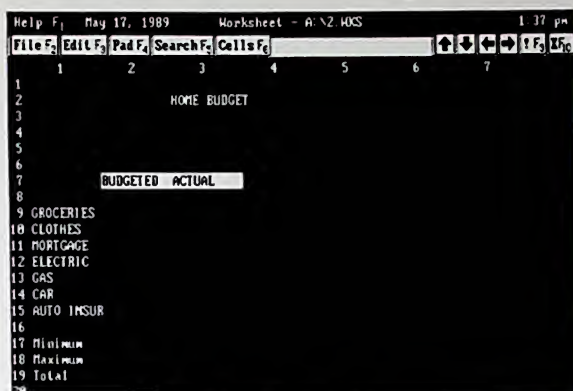 Help F1 May 17, 1989 Worksheet - A:\2.WKS 1:37 pm
File F2 Edit F3 Pad F4 Search F5 Cells F6 ↑ ↓ ← → ? F9 XF10
1 2 3 4 5 6 7
1
2 HOME BUDGET
3
4
5
6
7 BUDGETED ACTUAL
8
9 GROCERIES
10 CLOTHES
11 MORTGAGE
12 ELECTRIC
13 GAS
14 CAR
15 AUTO INSUR
16
17 Minimum
18 Maximum
19 Total
20